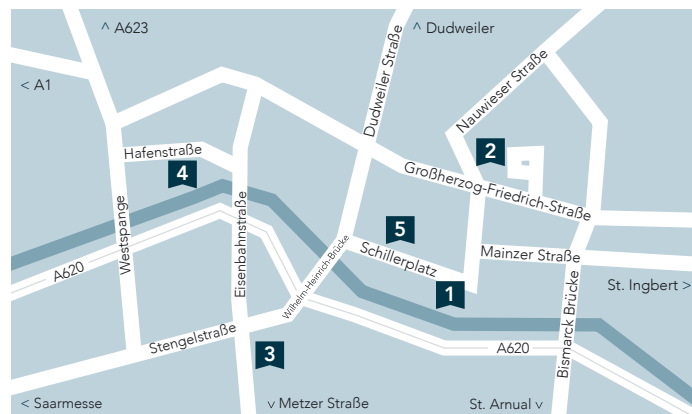 ^ A623
^ Dudweiler
< A1
Dudweiler Straße
Nauwieser Straße
Hafenstraße
2
4
Großherzog-Friedrich-Straße
Westspange
Eisenbahnstraße
5
Wilhelm-Heinrich-Brücke
Schillerplatz
Mainzer Straße
A620
1
St. Ingbert >
Bismarck Brücke
Stengelstraße
3
A620
< Saarmesse
v Metzer Straße
St. Arnual v